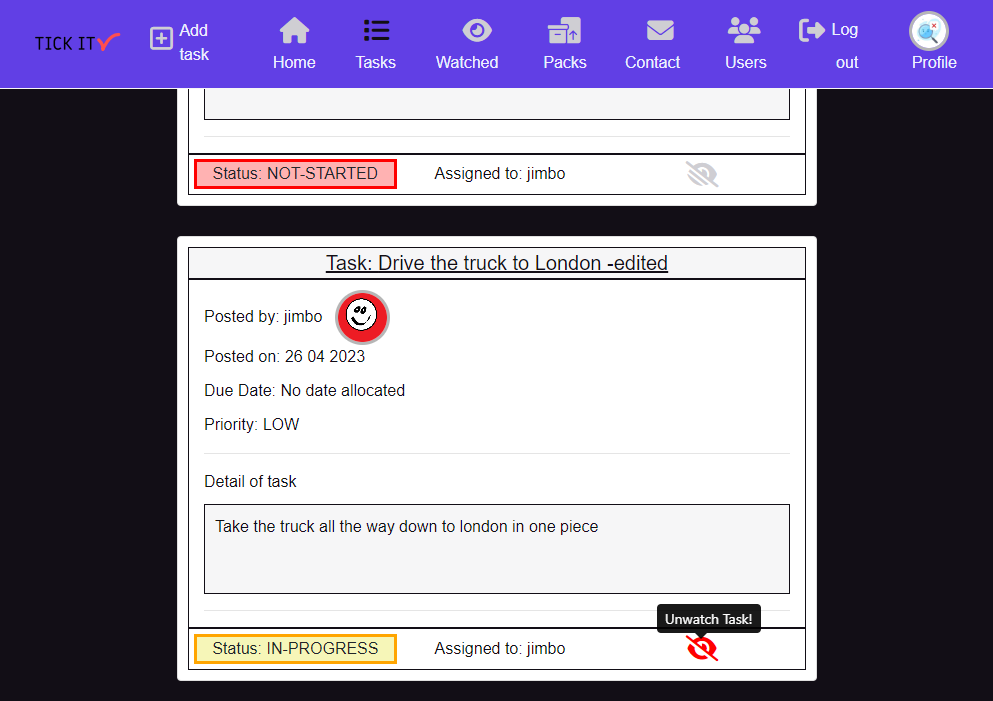 TICK IT
Add
task
Home
Tasks
Watched
Packs
Contact
Users
Log
out
Profile
Status: NOT-STARTED
Assigned to: jimbo
Task: Drive the truck to London -edited
Posted by: jimbo
Posted on: 26 04 2023
Due Date: No date allocated
Priority: LOW
Detail of task
Take the truck all the way down to london in one piece
Unwatch Task!
Status: IN-PROGRESS
Assigned to: jimbo